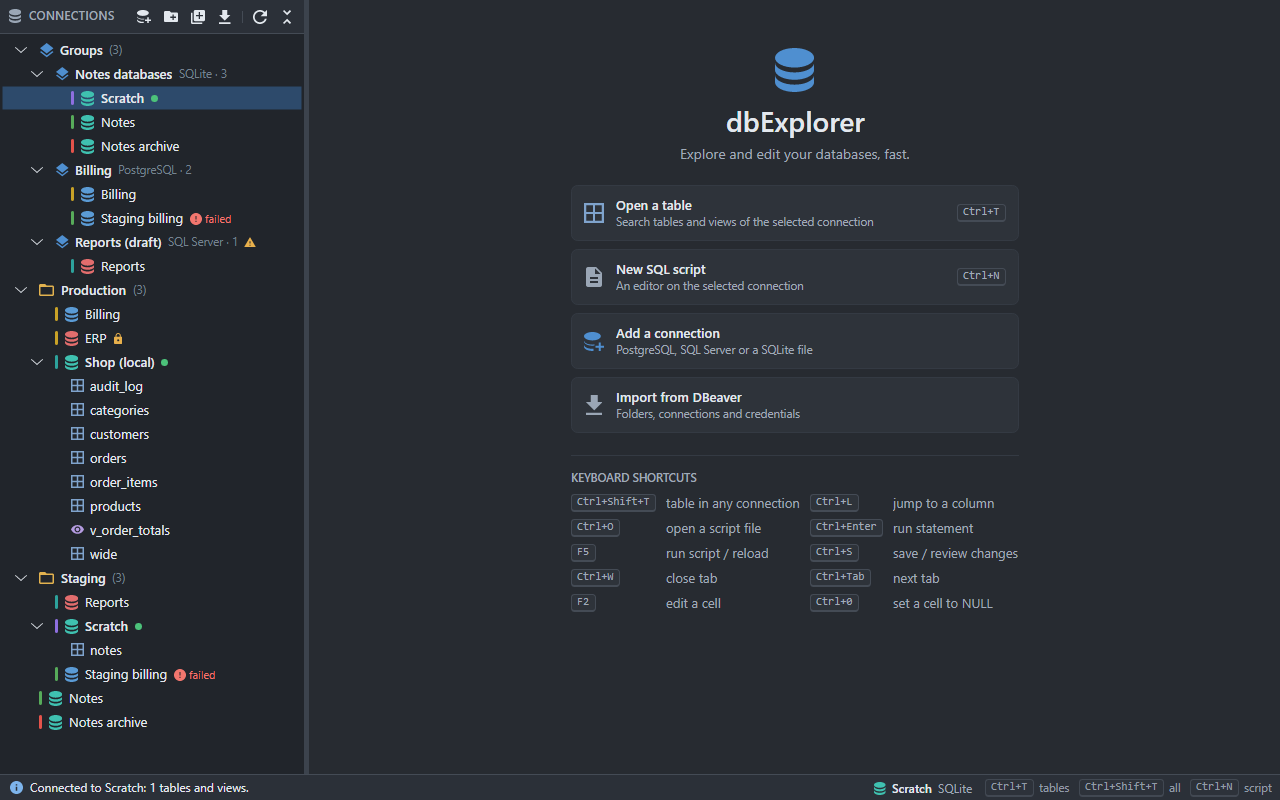 CONNECTIONS
Groups (3)
Notes databases SQLite · 3
Scratch
Notes
Notes archive
Billing PostgreSQL · 2
Billing
Staging billing failed
Reports (draft) SQL Server · 1
Reports
Production (3)
Billing
ERP
Shop (local)
audit_log
categories
customers
orders
order_items
products
v_order_totals
wide
Staging (3)
Reports
Scratch
notes
Staging billing failed
Notes
Notes archive
dbExplorer
Explore and edit your databases, fast.
Open a table
Search tables and views of the selected connection
Ctrl+T
New SQL script
An editor on the selected connection
Ctrl+N
Add a connection
PostgreSQL, SQL Server or a SQLite file
Import from DBeaver
Folders, connections and credentials
KEYBOARD SHORTCUTS
Ctrl+Shift+T table in any connection Ctrl+L jump to a column
Ctrl+O open a script file Ctrl+Enter run statement
F5 run script / reload Ctrl+S save / review changes
Ctrl+W close tab Ctrl+Tab next tab
F2 edit a cell Ctrl+0 set a cell to NULL
Connected to Scratch: 1 tables and views.
Scratch SQLite Ctrl+T tables Ctrl+Shift+T all Ctrl+N script